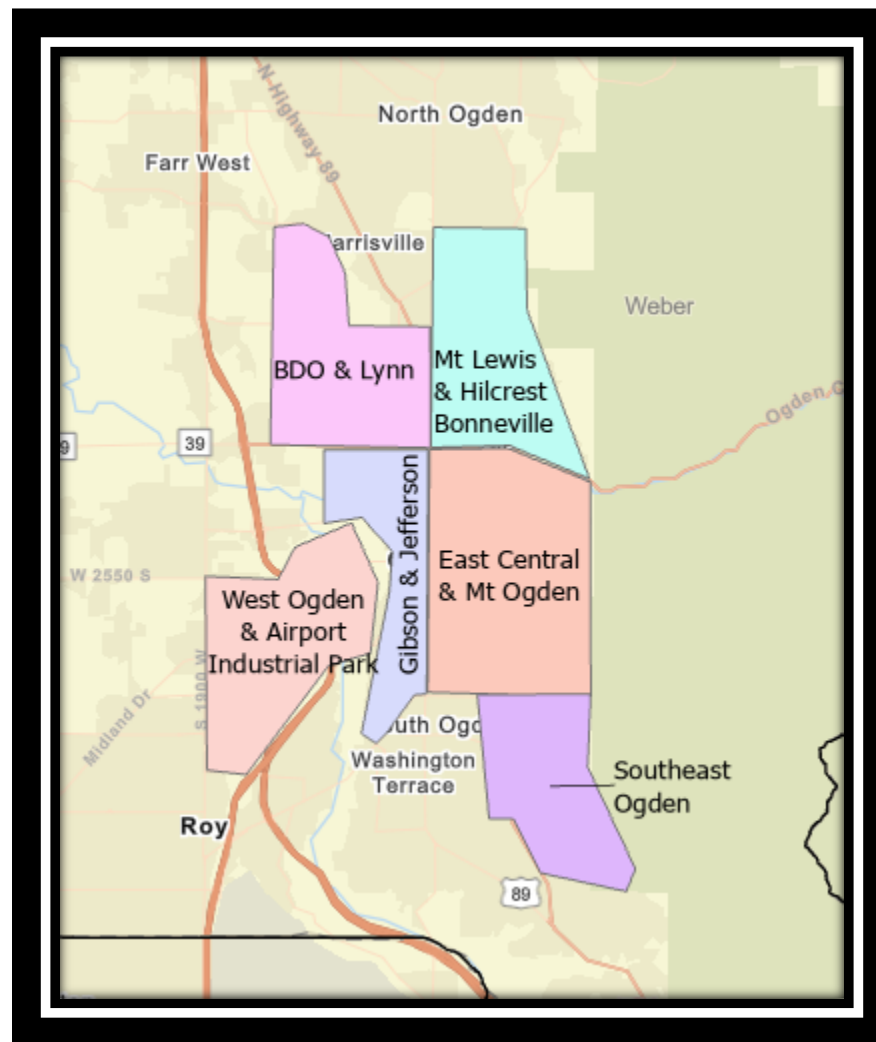 North Ogden
N Highway 89
Farr West
arrisville
Weber
BDO & Lynn
Mt Lewis
& Hilcrest
Bonneville
Ogden C
39
9
Gibson & Jefferson
East Central
& Mt Ogden
W 2550 S
West Ogden
& Airport
Industrial Park
S 1900 W
Midland Dr
uth Ogd
Washington
Terrace
Southeast
Ogden
Roy
89